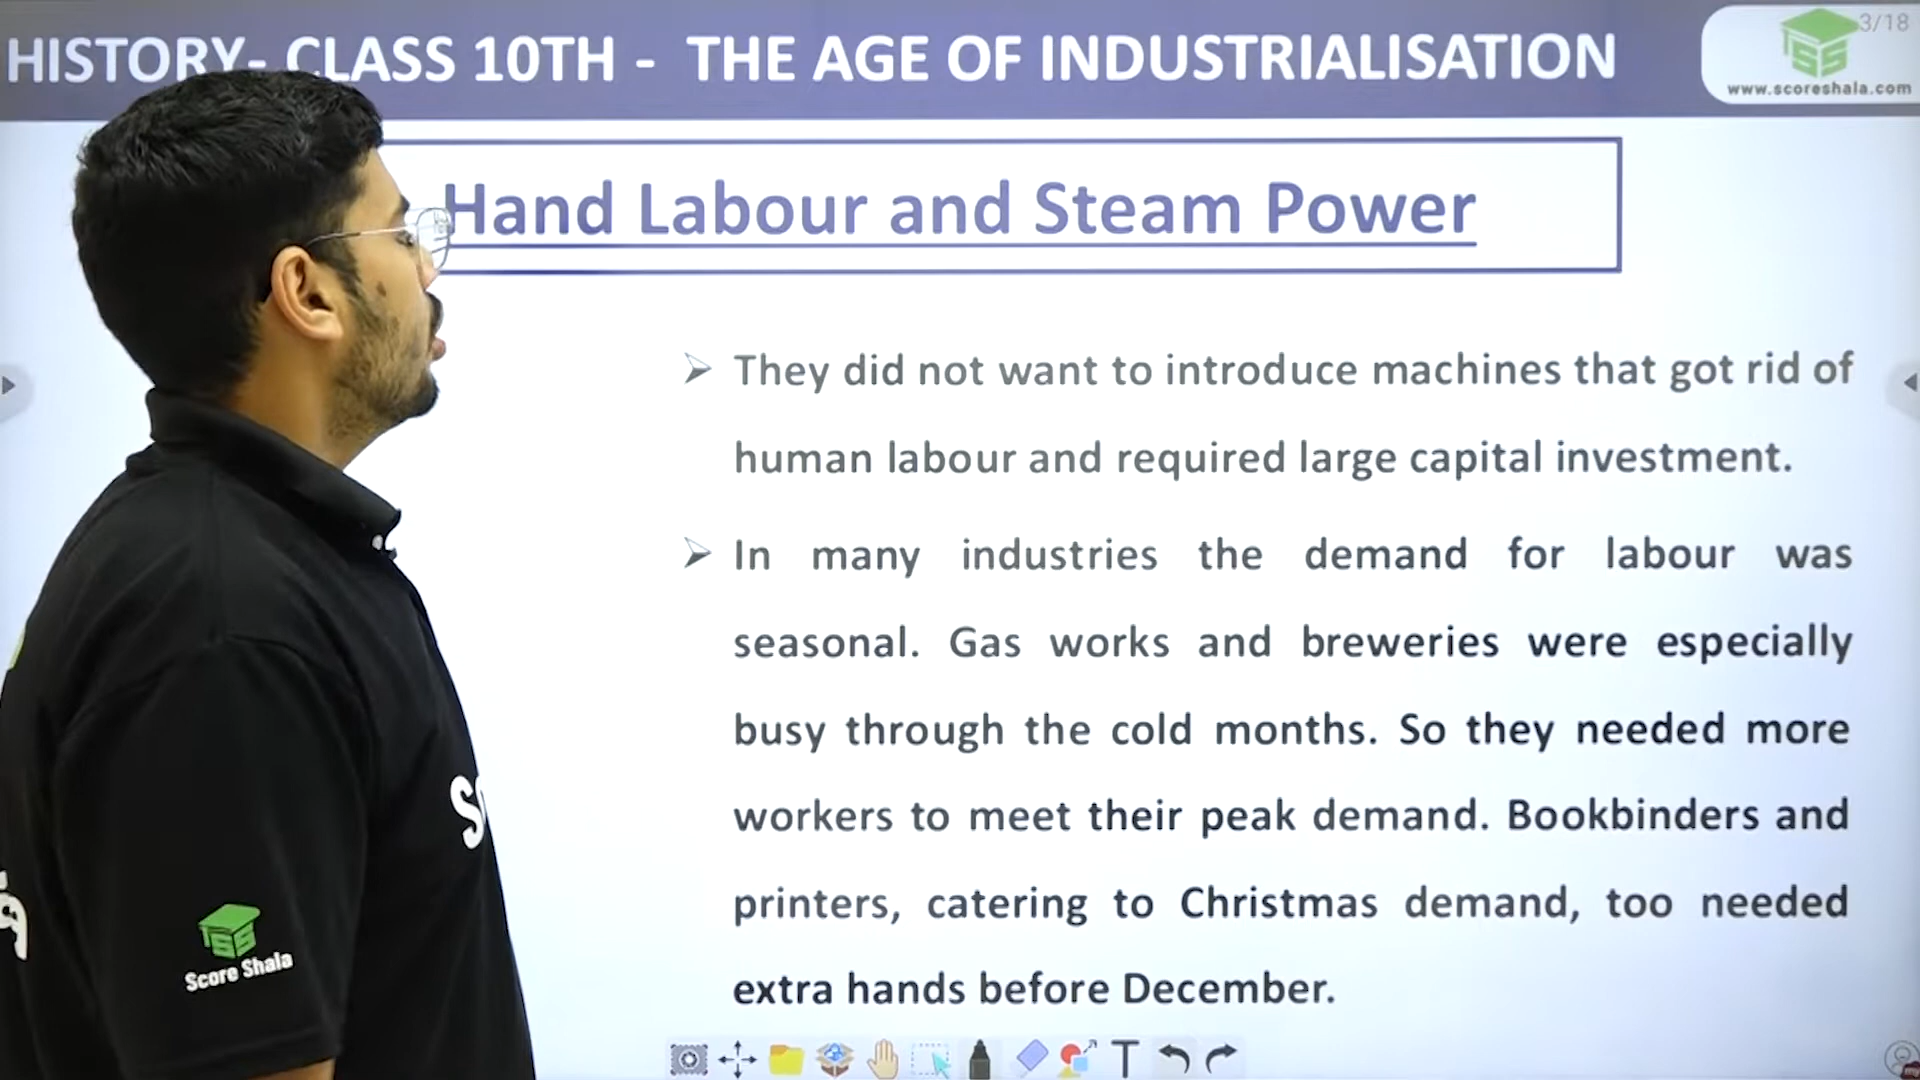 HISTORY- CLASS 10TH - THE AGE OF INDUSTRIALISATION
3/18
www.scoreshala.com
Hand Labour and Steam Power
➢ They did not want to introduce machines that got rid of
human labour and required large capital investment.
➢ In many industries the demand for labour was
seasonal. Gas works and breweries were especially
busy through the cold months. So they needed more
workers to meet their peak demand. Bookbinders and
printers, catering to Christmas demand, too needed
extra hands before December.
Score Shala